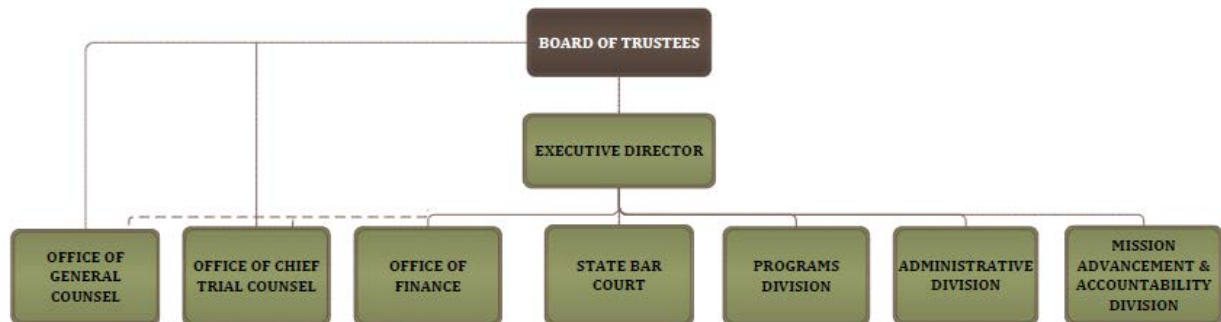 BOARD OF TRUSTEES
EXECUTIVE DIRECTOR
OFFICE OF
GENERAL
COUNSEL
OFFICE OF CHIEF
TRIAL COUNSEL
OFFICE OF
FINANCE
STATE BAR
COURT
PROGRAMS
DIVISION
ADMINISTRATIVE
DIVISION
MISSION
ADVANCEMENT &
ACCOUNTABILITY
DIVISION